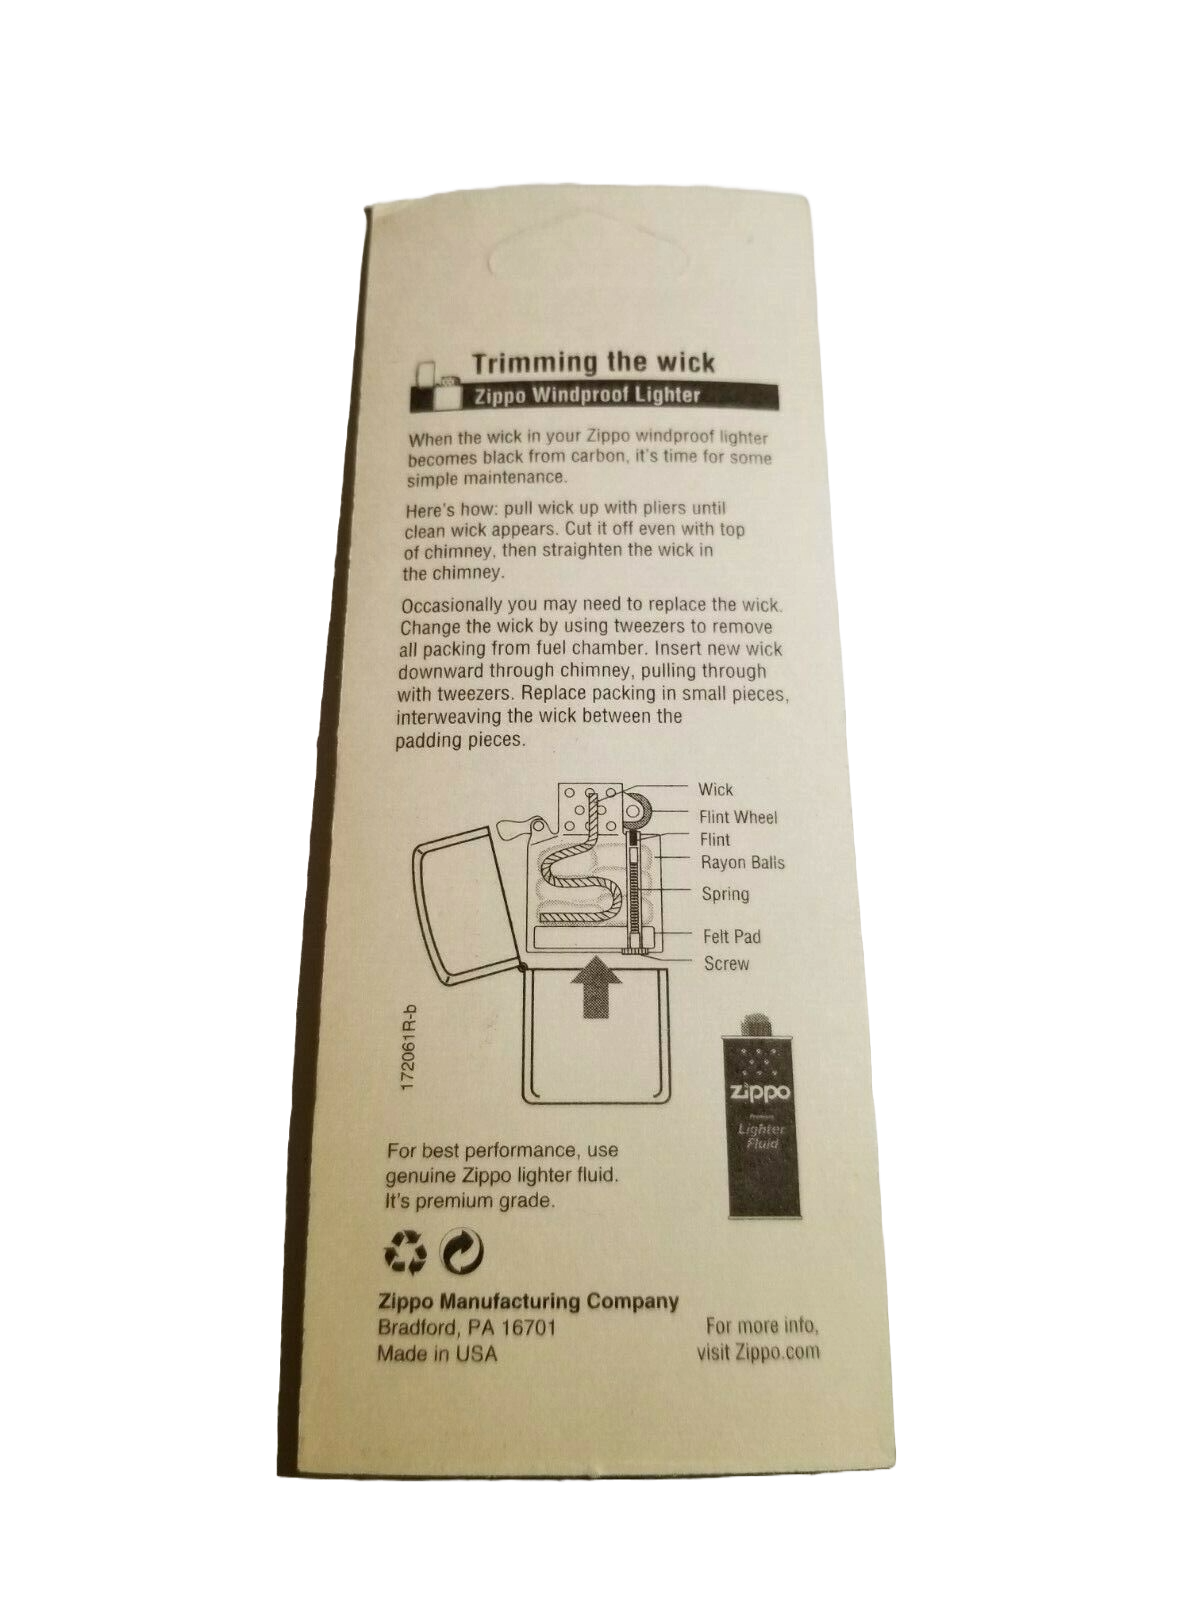 Trimming the wick
Zippo Windproof Lighter
When the wick in your Zippo windproof lighter
becomes black from carbon, it's time for some
simple maintenance.
Here's how: pull wick up with pliers until
clean wick appears. Cut it off even with top
of chimney, then straighten the wick in
the chimney.
Occasionally you may need to replace the wick.
Change the wick by using tweezers to remove
all packing from fuel chamber. Insert new wick
downward through chimney, pulling through
with tweezers. Replace packing in small pieces,
interweaving the wick between the
padding pieces.
Wick
Flint Wheel
Flint
Rayon Balls
Spring
Felt Pad
Screw
172061R-b
zippo
Premium
Lighter
Fluid
For best performance, use
genuine Zippo lighter fluid.
It's premium grade.
Zippo Manufacturing Company
Bradford, PA 16701
Made in USA
For more info,
visit Zippo.com